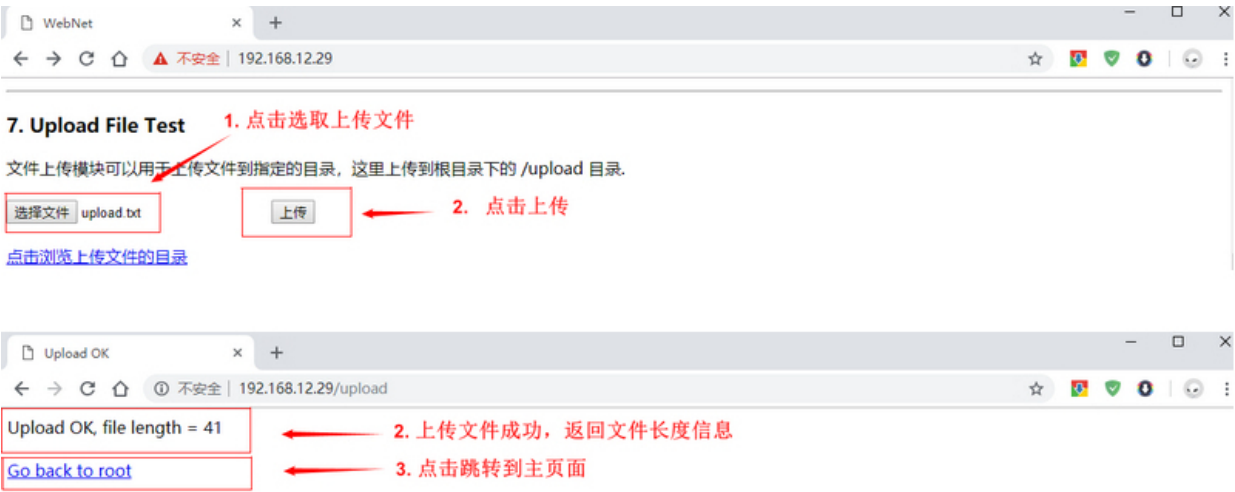 WebNet
不安全 | 192.168.12.29
7. Upload File Test
1. 点击选取上传文件
文件上传模块可以用于上传文件到指定的目录，这里上传到根目录下的 /upload 目录.
选择文件 upload.txt 上传
2. 点击上传
点击浏览上传文件的目录
Upload OK
不安全 | 192.168.12.29/upload
Upload OK, file length = 41
2. 上传文件成功，返回文件长度信息
Go back to root
3. 点击跳转到主页面